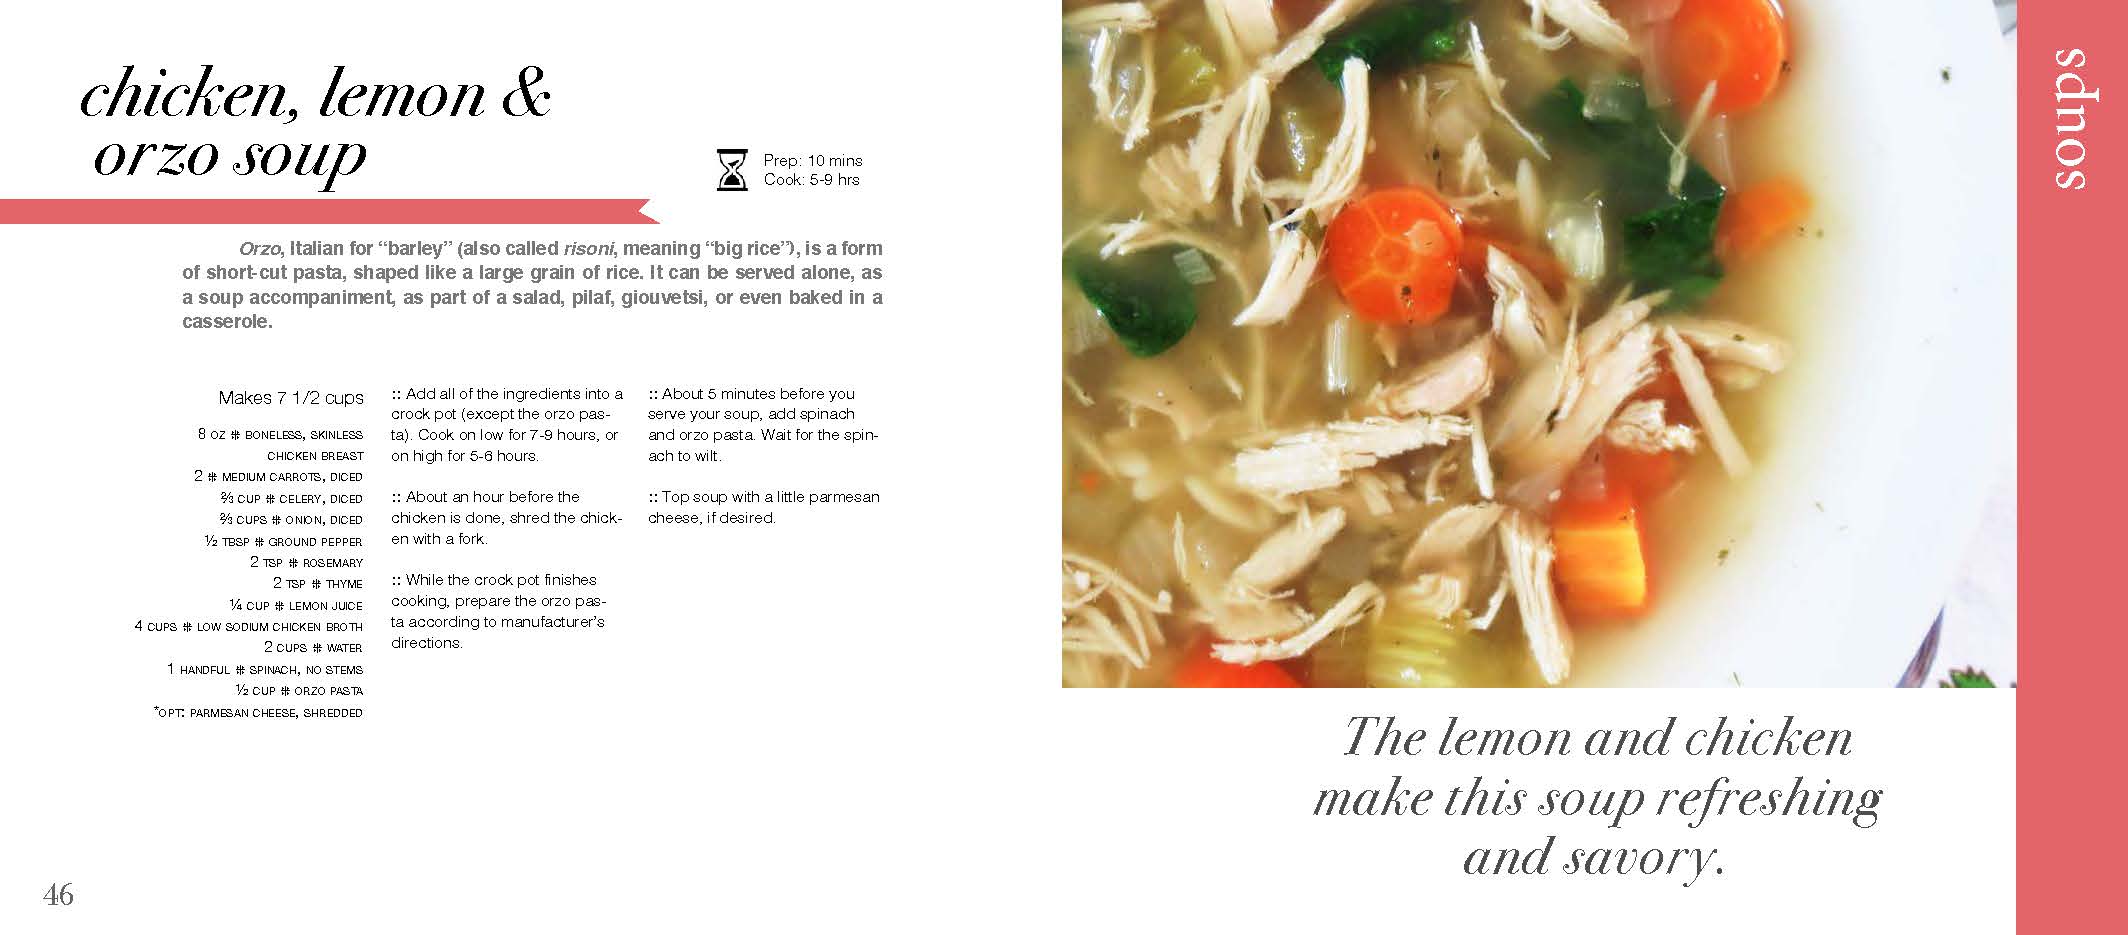 chicken, lemon &
orzo soup
Prep: 10 mins
Cook: 5-9 hrs
Orzo, Italian for “barley” (also called risoni, meaning “big rice”), is a form
of short-cut pasta, shaped like a large grain of rice. It can be served alone, as
a soup accompaniment, as part of a salad, pilaf, giouvetsi, or even baked in a
casserole.
Makes 7 1/2 cups
8 oz # boneless, skinless
chicken breast
2 # medium carrots, diced
⅔ cup # celery, diced
⅔ cups # onion, diced
½ tbsp # ground pepper
2 tsp # rosemary
2 tsp # thyme
¼ cup # lemon juice
4 cups # low sodium chicken broth
2 cups # water
1 handful # spinach, no stems
½ cup # orzo pasta
*opt: parmesan cheese, shredded
:: Add all of the ingredients into a
crock pot (except the orzo pas-
ta). Cook on low for 7-9 hours, or
on high for 5-6 hours.
:: About an hour before the
chicken is done, shred the chick-
en with a fork.
:: While the crock pot finishes
cooking, prepare the orzo pas-
ta according to manufacturer’s
directions.
:: About 5 minutes before you
serve your soup, add spinach
and orzo pasta. Wait for the spin-
ach to wilt.
:: Top soup with a little parmesan
cheese, if desired.
46
The lemon and chicken
make this soup refreshing
and savory.
soups